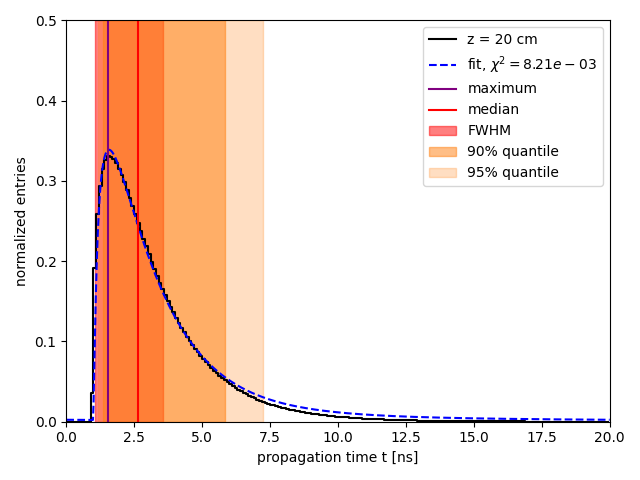 0.5
0.4
0.3
0.2
0.1
0.0
normalized entries
0.0 2.5 5.0 7.5 10.0 12.5 15.0 17.5 20.0
propagation time t [ns]
z = 20 cm
fit, χ² = 8.21e − 03
maximum
median
FWHM
90% quantile
95% quantile